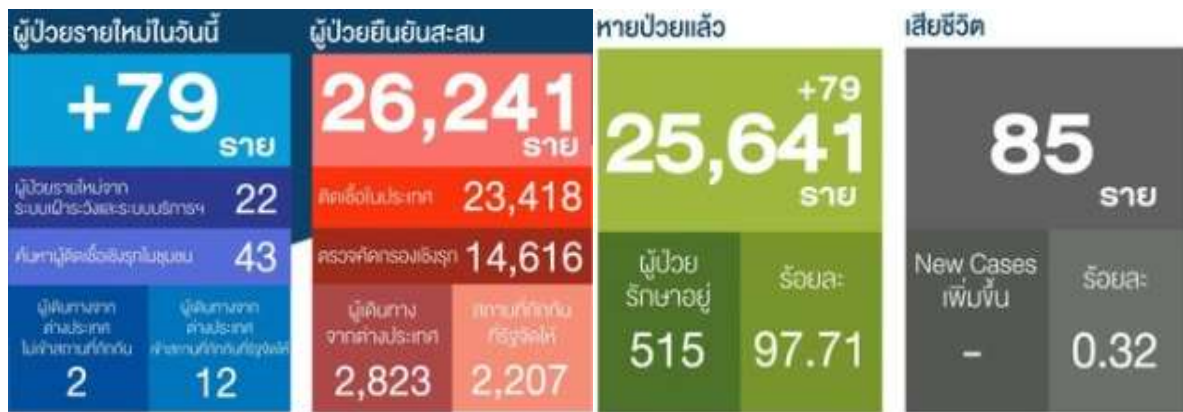 ผู้ป่วยรายใหม่ในวันนี้
+79
ราย
ผู้ป่วยรายใหม่จาก
ระบบเฝ้าระวังและระบบบริการฯ
22
ค้นหาผู้ติดเชื้อเชิงรุกในชุมชน
43
ผู้เดินทางจาก
ต่างประเทศ
ไม่เข้าสถานที่กักกัน
2
ผู้เดินทางจาก
ต่างประเทศ
เข้าสถานที่กักกันที่รัฐจัดให้
12
ผู้ป่วยยืนยันสะสม
26,241
ราย
ติดเชื้อในประเทศ
23,418
ตรวจคัดกรองเชิงรุก
14,616
ผู้เดินทาง
จากต่างประเทศ
2,823
สถานที่กักกัน
ที่รัฐจัดให้
2,207
หายป่วยแล้ว
+79
25,641
ราย
ผู้ป่วย
รักษาอยู่
515
ร้อยละ
97.71
เสียชีวิต
85
ราย
New Cases
เพิ่มขึ้น
-
ร้อยละ
0.32